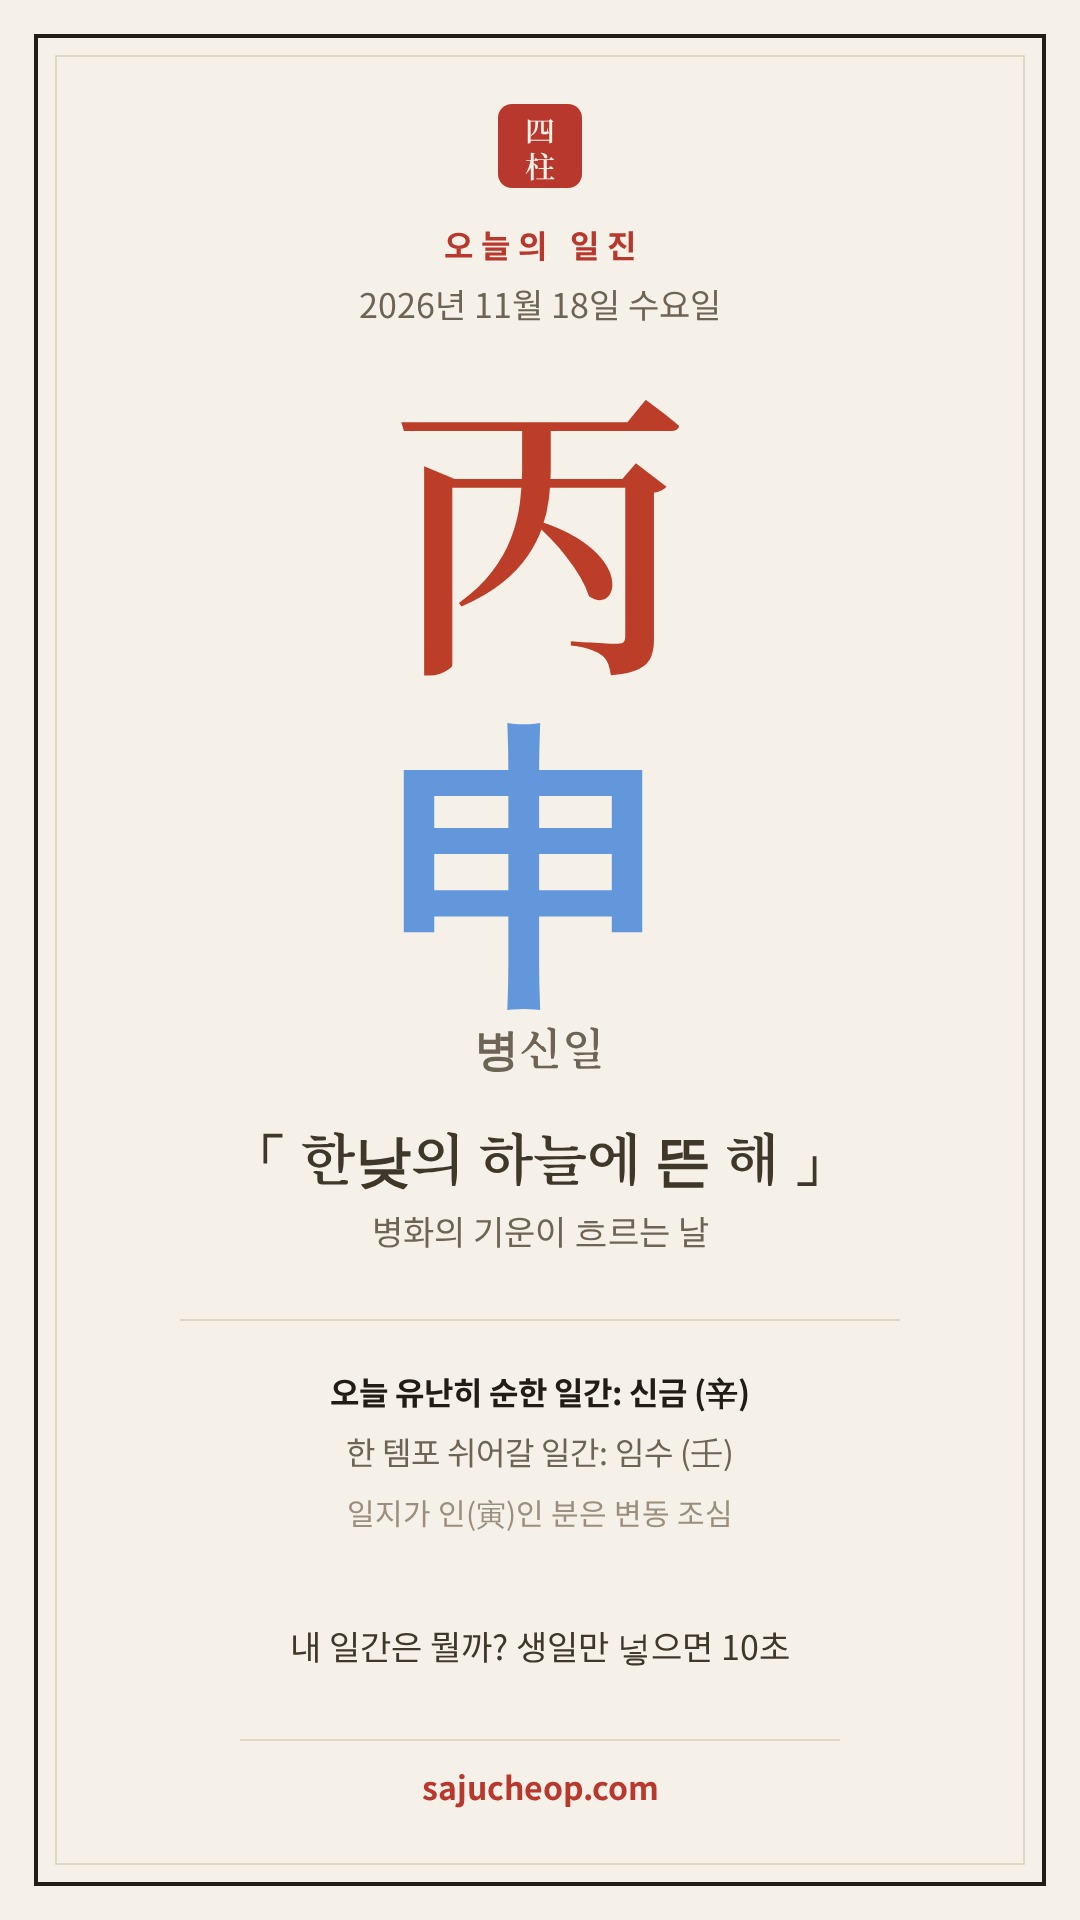 四
柱
오늘의 일진
2026년 11월 18일 수요일
丙
申
병신일
「 한낮의 하늘에 뜬 해 」
병화의 기운이 흐르는 날
오늘 유난히 순한 일간: 신금 (辛)
한 템포 쉬어갈 일간: 임수 (壬)
일지가 인(寅)인 분은 변동 조심
내 일간은 뭘까? 생일만 넣으면 10초
sajucheop.com